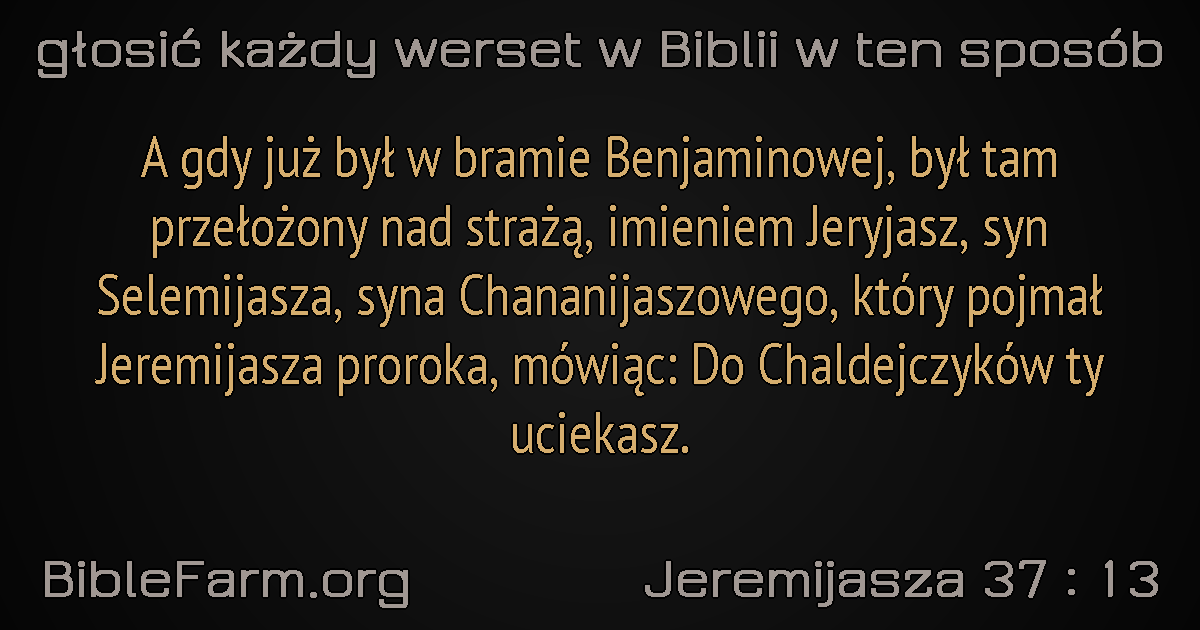 głosić każdy werset w Biblii w ten sposób
A gdy już był w bramie Benjaminowej, był tam
przełożony nad strażą, imieniem Jeryjasz, syn
Selemijasza, syna Chananijaszowego, który pojmał
Jeremijasza proroka, mówiąc: Do Chaldejczyków ty
uciekasz.
BibleFarm.org
Jeremijasza 37 : 13